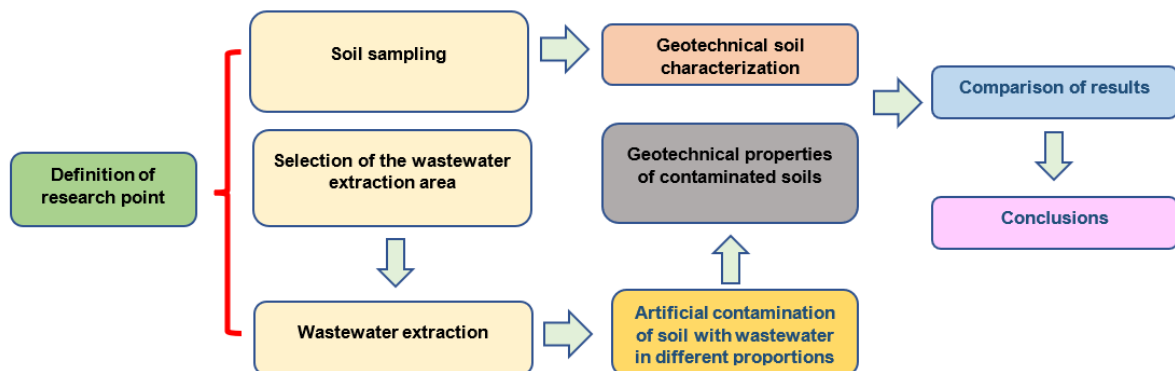 Definition of
research point
Soil sampling
Selection of the wastewater
extraction area
Wastewater extraction
Geotechnical soil
characterization
Geotechnical properties
of contaminated soils
Artificial contamination
of soil with wastewater
in different proportions
Comparison of results
Conclusions